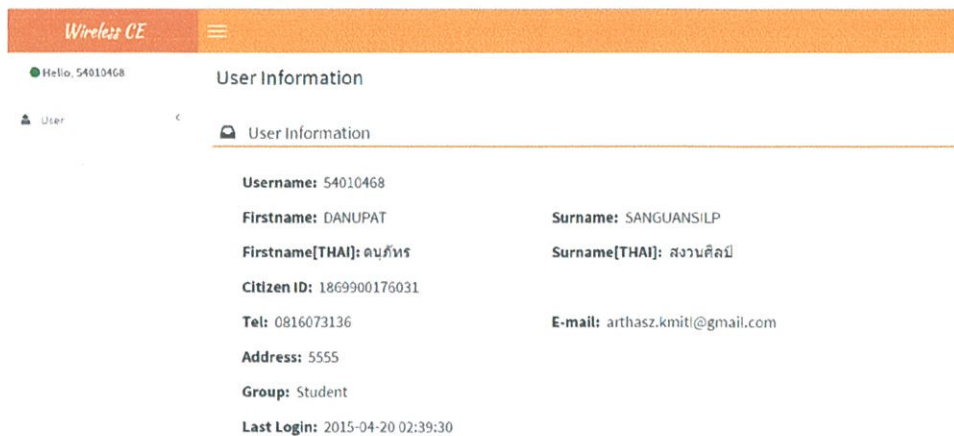 Wireless CE
Hello, 54010468
User Information
User
User Information
Username: 54010468
Firstname: DANUPAT Surname: SANGUANSILP
Firstname[THAI]: ดนุภัทร Surname[THAI]: สงวนศิลป์
Citizen ID: 1869900176031
Tel: 0816073136 E-mail: arthasz.kmitl@gmail.com
Address: 5555
Group: Student
Last Login: 2015-04-20 02:39:30